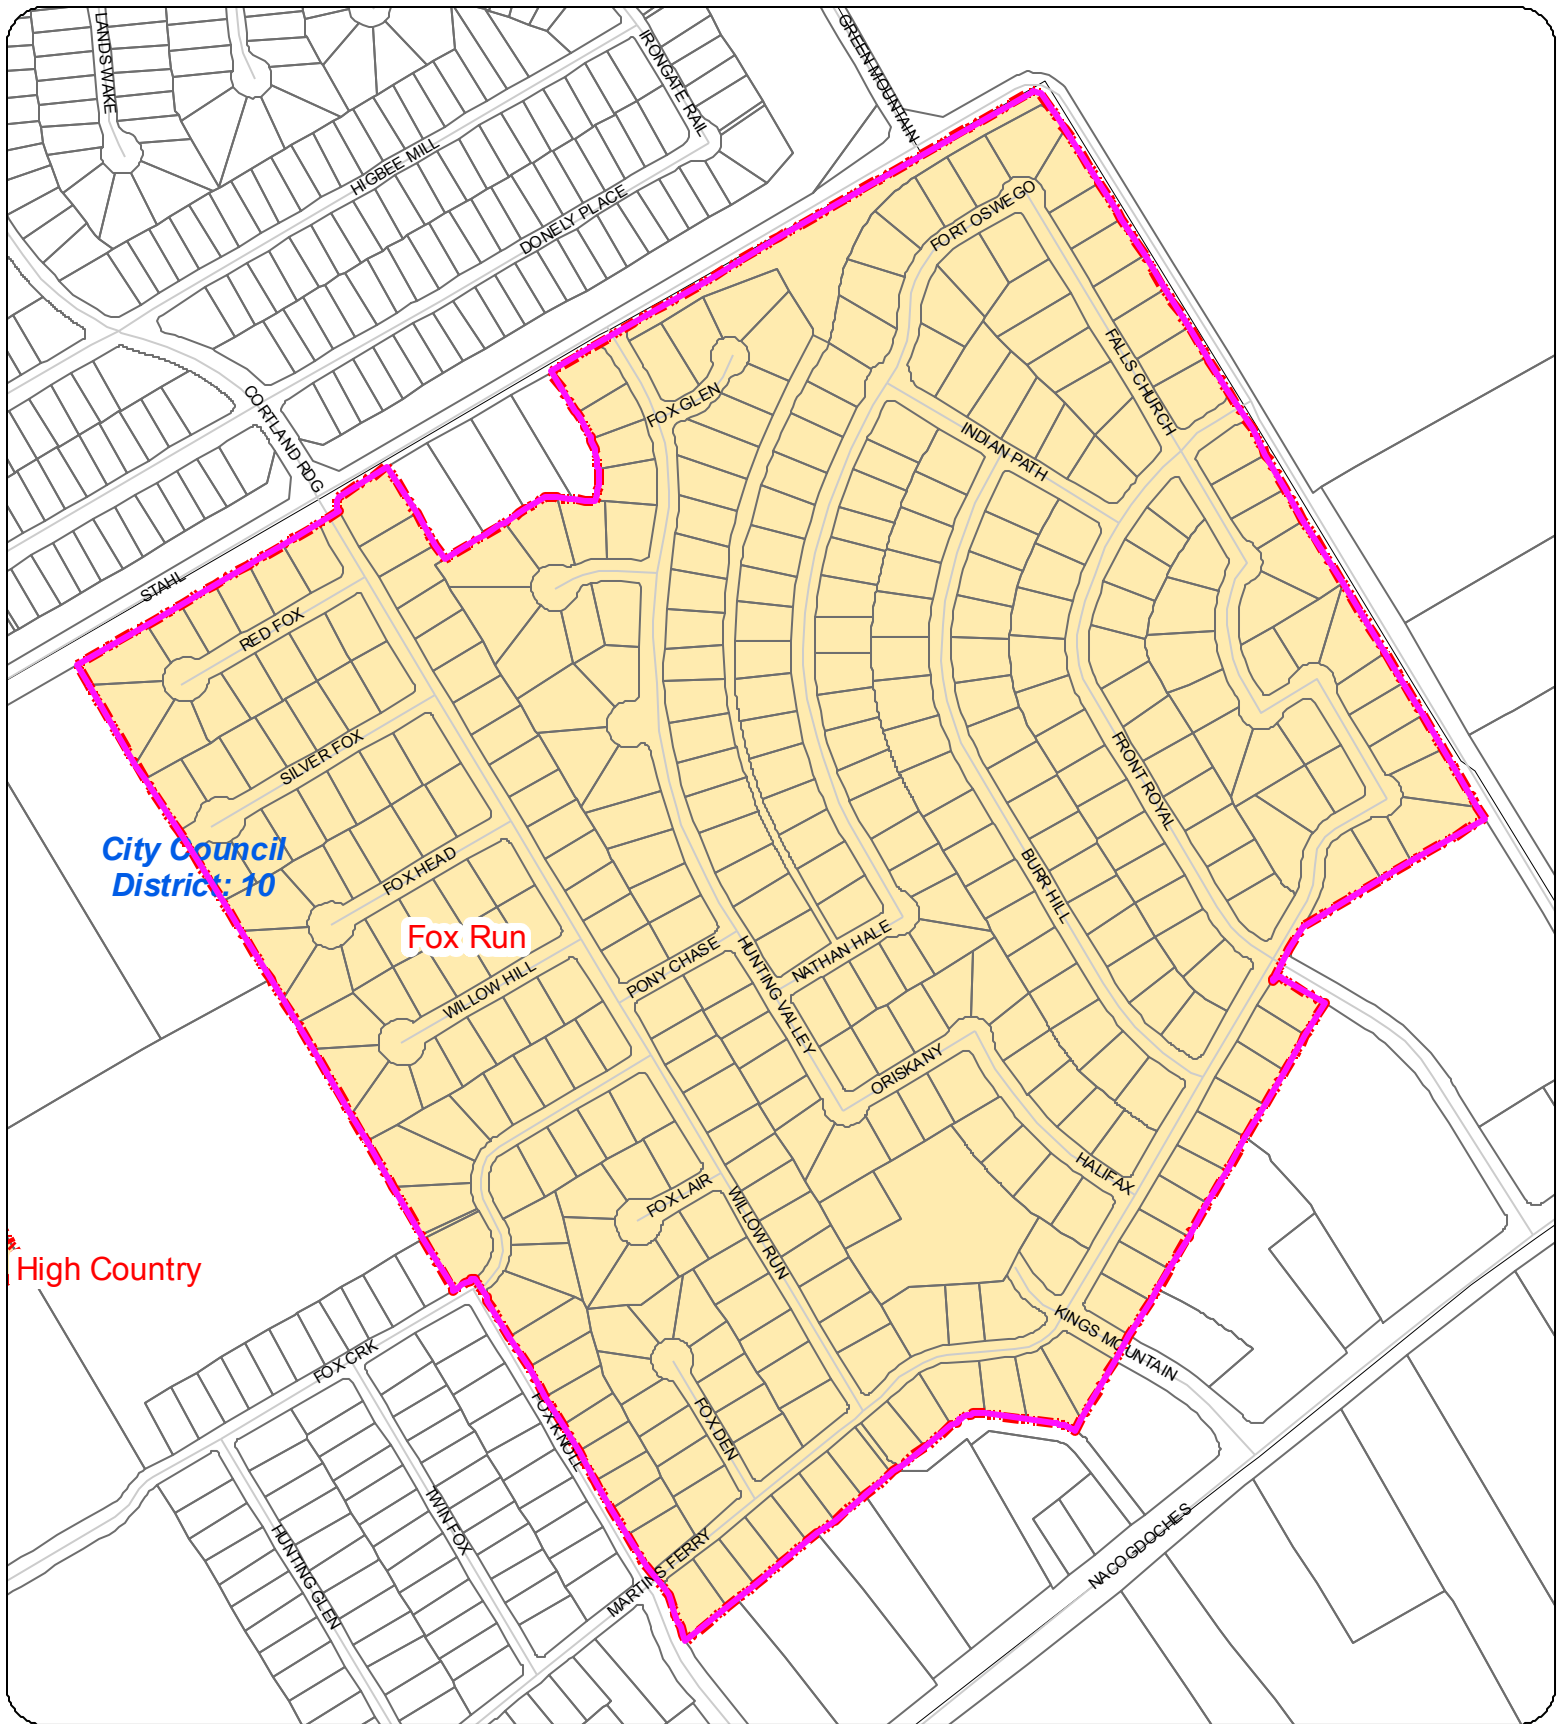 LANDSWAKE
IRONGATE RAIL
GREEN MOUNTAIN
HIGBEE MILL
DONELY PLACE
FORT OSWEGO
FALLS CHURCH
CORTLAND RDG
FOX GLEN
INDIAN PATH
STAHL
RED FOX
SILVER FOX
FRONT ROYAL
City Council
District: 10
FOX HEAD
BURR HILL
Fox Run
PONY CHASE
HUNTING VALLEY
NATHAN HALE
WILLOW HILL
ORISKANY
HALIFAX
FOX LAIR
WILLOW RUN
High Country
KINGS MOUNTAIN
FOX CRK
FOX KNOLL
FOX DEN
TWIN FOX
HUNTING GLEN
MARTINS FERRY
NACOGDOCHES